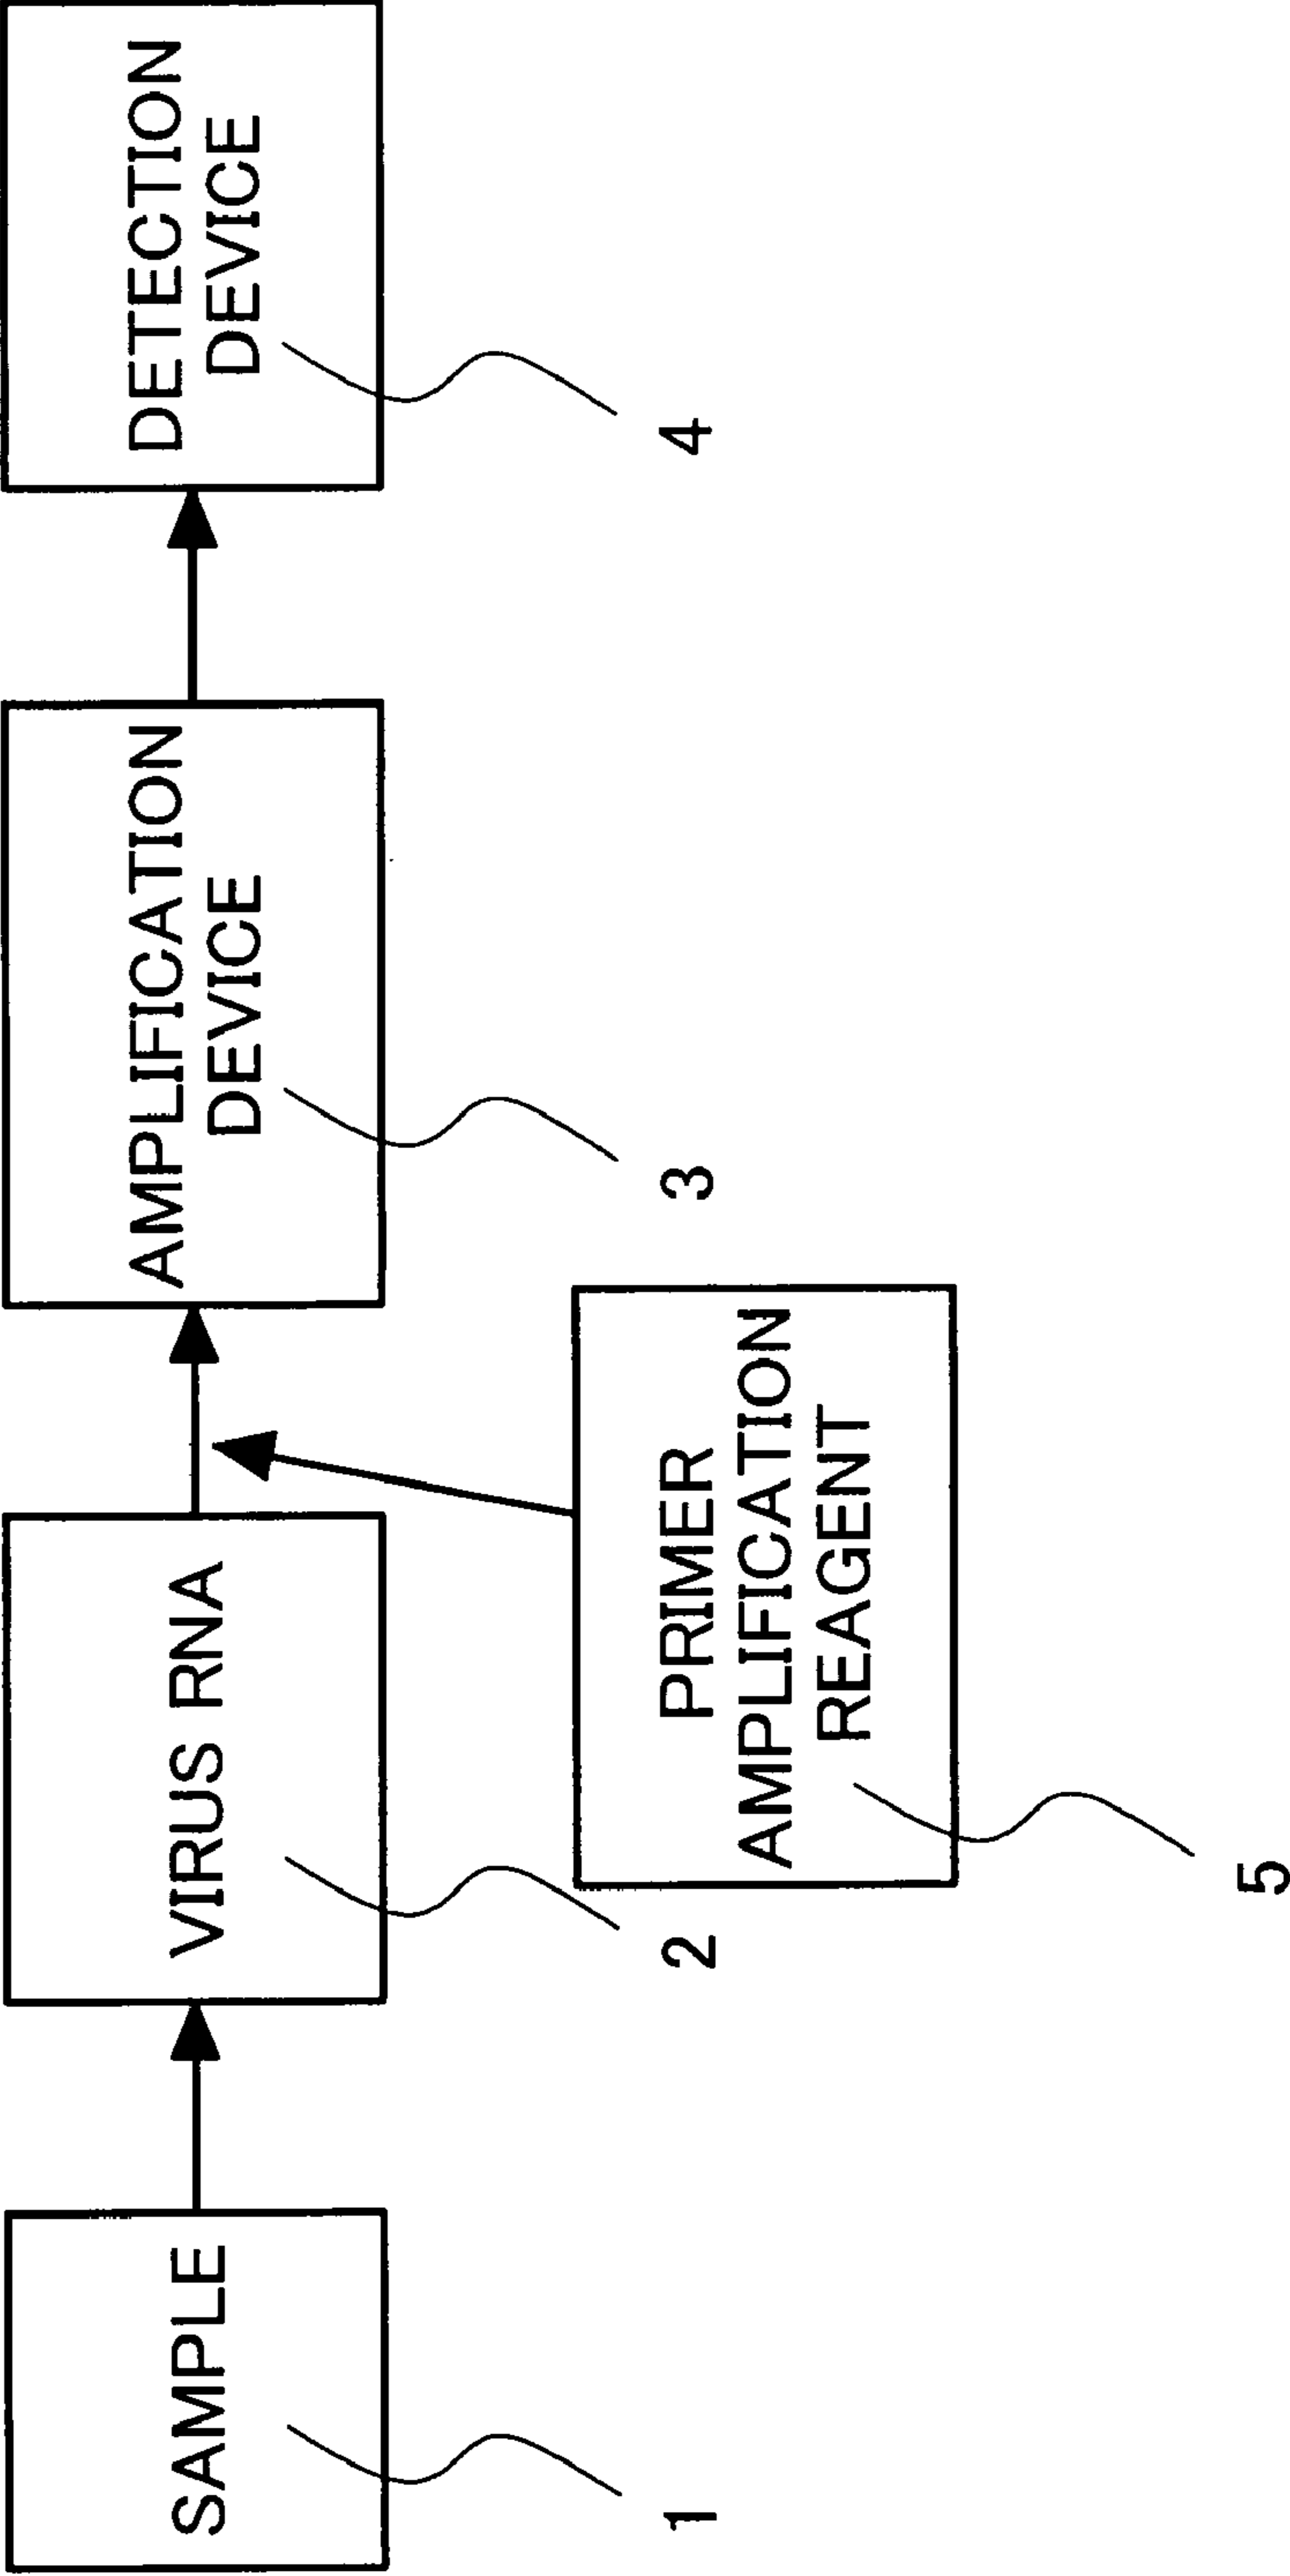 SAMPLE
VIRUS RNA
AMPLIFICATION
DEVICE
DETECTION
DEVICE
1
2
3
4
PRIMER
AMPLIFICATION
REAGENT
5